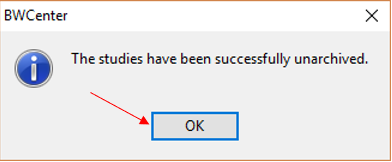 BWCenter
The studies have been successfully unarchived.
OK